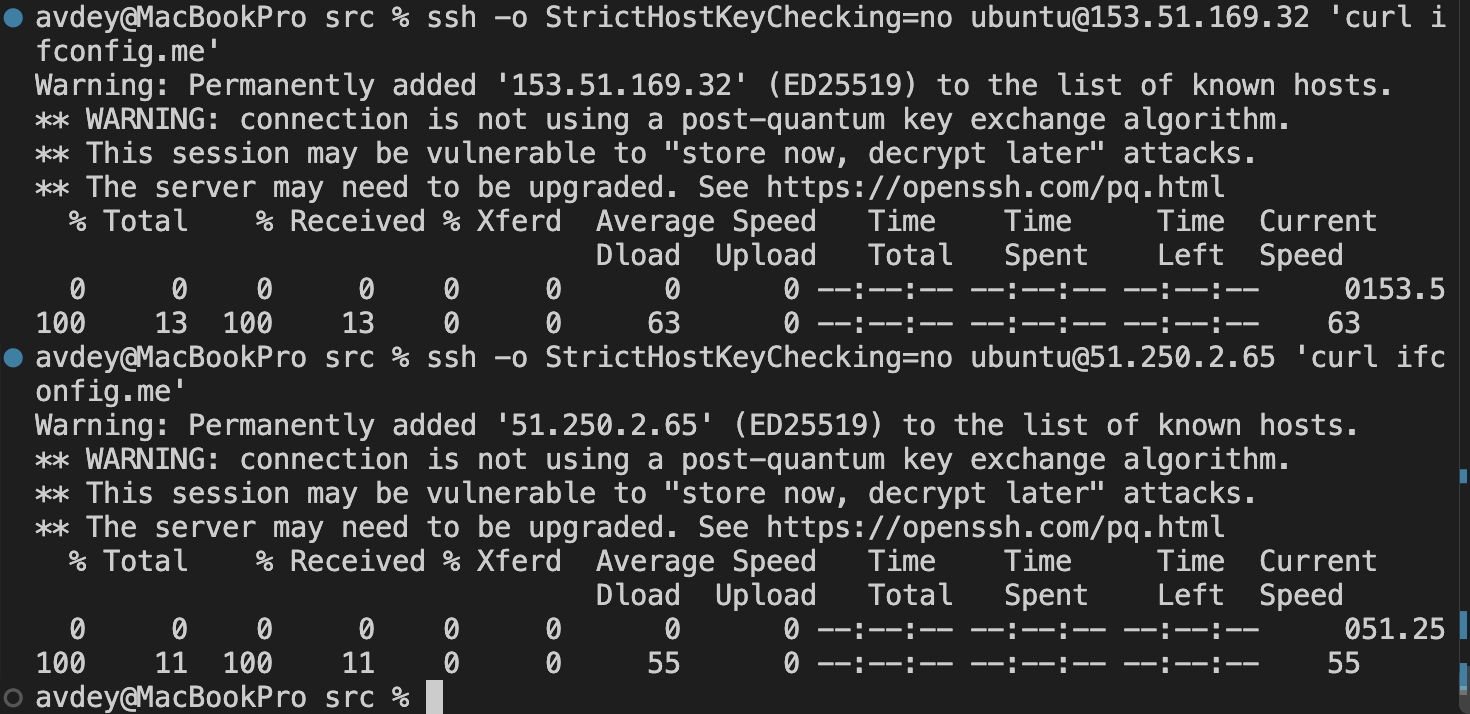 avdey@MacBookPro src % ssh -o StrictHostKeyChecking=no ubuntu@153.51.169.32 'curl i
fconfig.me'
Warning: Permanently added '153.51.169.32' (ED25519) to the list of known hosts.
** WARNING: connection is not using a post-quantum key exchange algorithm.
** This session may be vulnerable to "store now, decrypt later" attacks.
** The server may need to be upgraded. See https://openssh.com/pq.html
  % Total    % Received % Xferd  Average Speed   Time    Time     Time  Current
                                 Dload  Upload   Total   Spent    Left  Speed
  0     0    0     0    0     0      0      0 --:--:-- --:--:-- --:--:--     0153.5
100    13  100    13    0     0     63      0 --:--:-- --:--:-- --:--:--    63
avdey@MacBookPro src % ssh -o StrictHostKeyChecking=no ubuntu@51.250.2.65 'curl ifc
onfig.me'
Warning: Permanently added '51.250.2.65' (ED25519) to the list of known hosts.
** WARNING: connection is not using a post-quantum key exchange algorithm.
** This session may be vulnerable to "store now, decrypt later" attacks.
** The server may need to be upgraded. See https://openssh.com/pq.html
  % Total    % Received % Xferd  Average Speed   Time    Time     Time  Current
                                 Dload  Upload   Total   Spent    Left  Speed
  0     0    0     0    0     0      0      0 --:--:-- --:--:-- --:--:--     051.25
100    11  100    11    0     0     55      0 --:--:-- --:--:-- --:--:--    55
avdey@MacBookPro src %